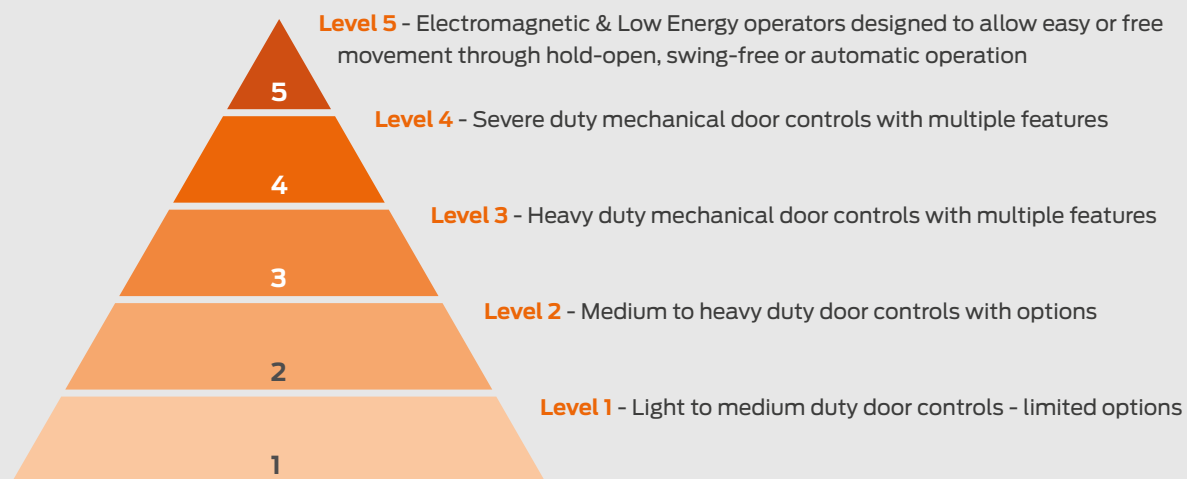 Level 5 - Electromagnetic & Low Energy operators designed to allow easy or free
movement through hold-open, swing-free or automatic operation
5
Level 4 - Severe duty mechanical door controls with multiple features
4
Level 3 - Heavy duty mechanical door controls with multiple features
3
Level 2 - Medium to heavy duty door controls with options
2
Level 1 - Light to medium duty door controls - limited options
1